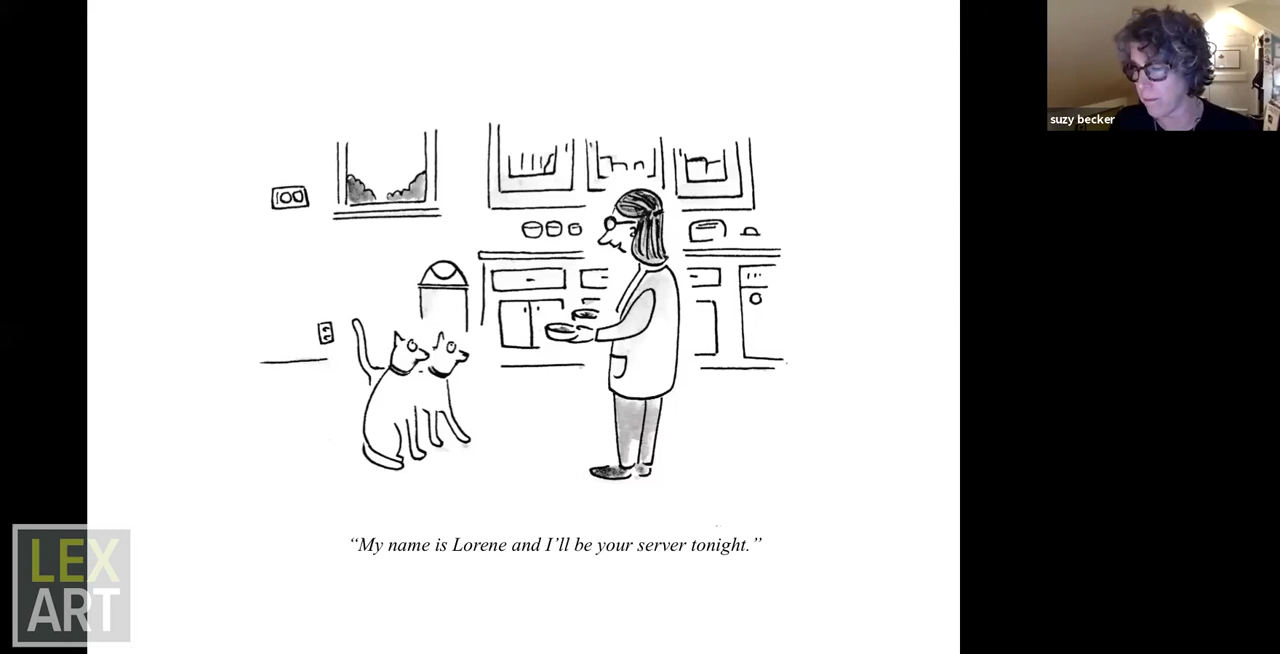 suzy becker
“My name is Lorene and I’ll be your server tonight.”
LEX
ART